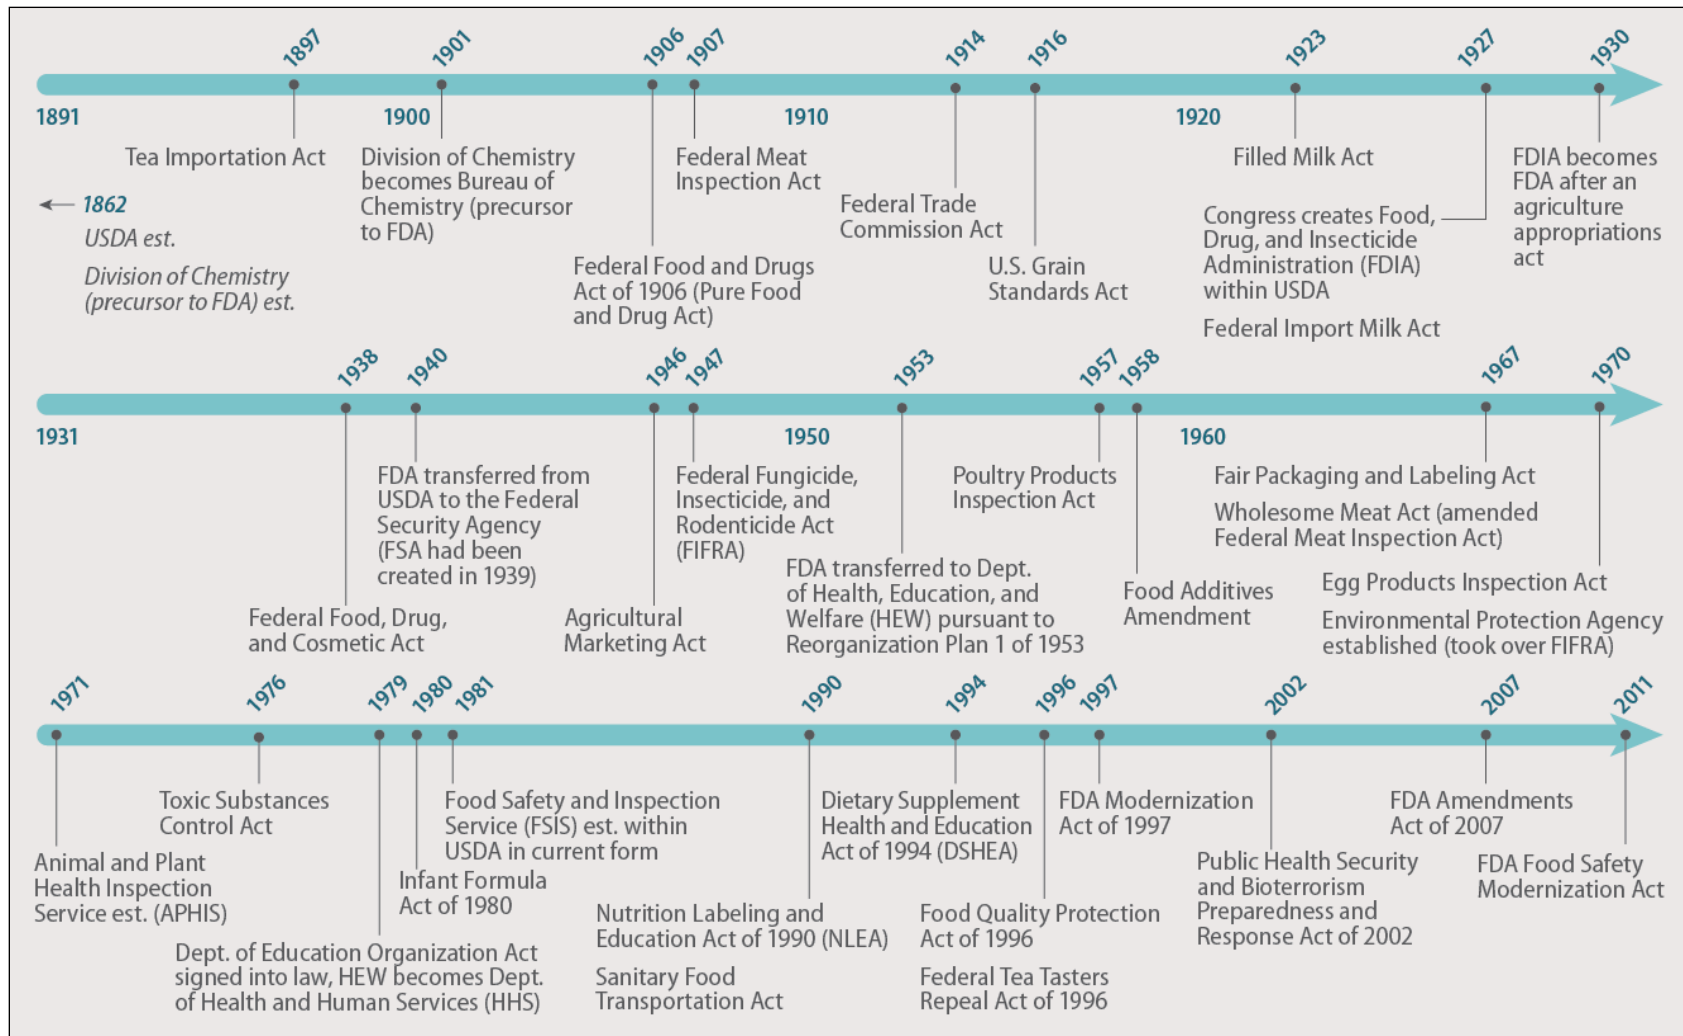 1897
1901
1906
1907
1914
1916
1923
1927
1930
1891
1900
1910
1920
Tea Importation Act
1862
USDA est.
Division of Chemistry
(precursor to FDA) est.
Division of Chemistry
becomes Bureau of
Chemistry (precursor
to FDA)
Federal Food and Drugs
Act of 1906 (Pure Food
and Drug Act)
Federal Meat
Inspection Act
Federal Trade
Commission Act
U.S. Grain
Standards Act
Filled Milk Act
Congress creates Food,
Drug, and Insecticide
Administration (FDIA)
within USDA
Federal Import Milk Act
FDIA becomes
FDA after an
agriculture
appropriations
act
1938
1940
1946
1947
1953
1957
1958
1967
1970
1931
1950
1960
Federal Food, Drug,
and Cosmetic Act
FDA transferred from
USDA to the Federal
Security Agency
(FSA had been
created in 1939)
Agricultural
Marketing Act
Federal Fungicide,
Insecticide, and
Rodenticide Act
(FIFRA)
FDA transferred to Dept.
of Health, Education, and
Welfare (HEW) pursuant to
Reorganization Plan 1 of 1953
Poultry Products
Inspection Act
Food Additives
Amendment
Fair Packaging and Labeling Act
Wholesome Meat Act (amended
Federal Meat Inspection Act)
Egg Products Inspection Act
Environmental Protection Agency
established (took over FIFRA)
1971
1976
1979
1980
1981
1990
1994
1996
1997
2002
2007
2011
Animal and Plant
Health Inspection
Service est. (APHIS)
Toxic Substances
Control Act
Dept. of Education Organization Act
signed into law, HEW becomes Dept.
of Health and Human Services (HHS)
Infant Formula
Act of 1980
Food Safety and Inspection
Service (FSIS) est. within
USDA in current form
Nutrition Labeling and
Education Act of 1990 (NLEA)
Sanitary Food
Transportation Act
Dietary Supplement
Health and Education
Act of 1994 (DSHEA)
Food Quality Protection
Act of 1996
Federal Tea Tasters
Repeal Act of 1996
FDA Modernization
Act of 1997
Public Health Security
and Bioterrorism
Preparedness and
Response Act of 2002
FDA Amendments
Act of 2007
FDA Food Safety
Modernization Act